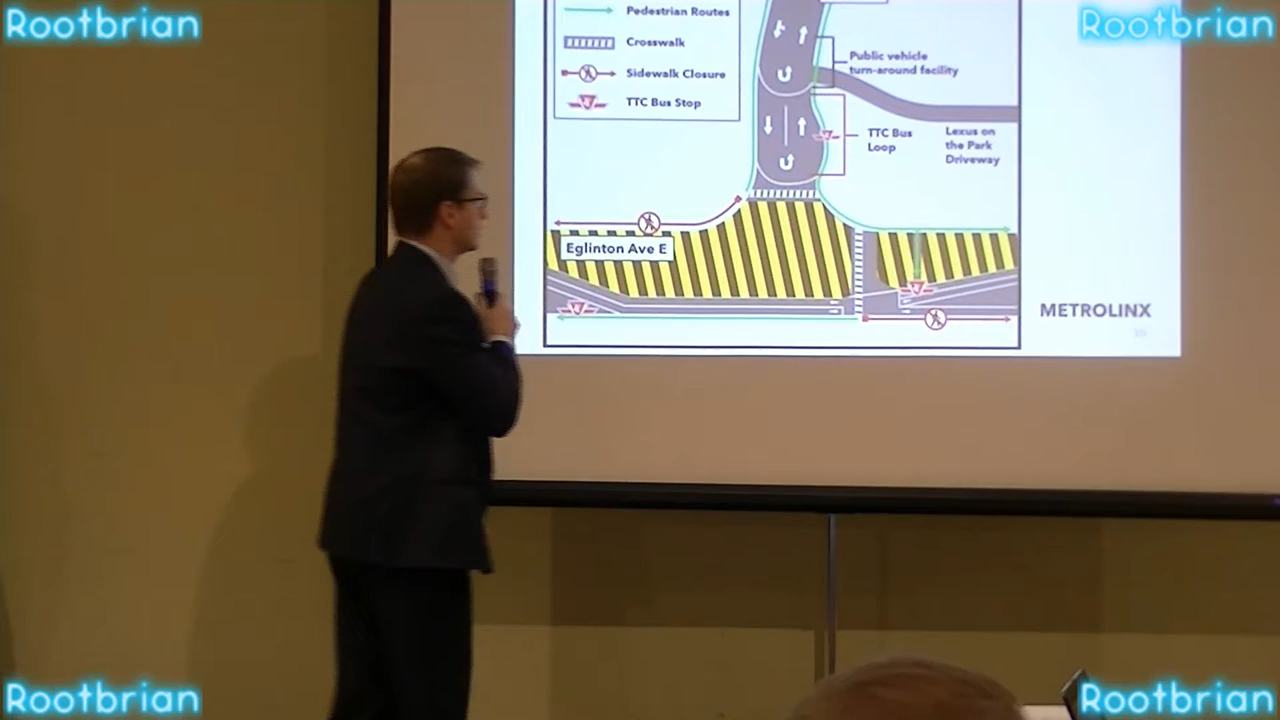 Rootbrian
Rootbrian
Pedestrian Routes
Crosswalk
Sidewalk Closure
TTC Bus Stop
Public vehicle
turn-around facility
TTC Bus
Loop
Lexus on
the Park
Driveway
Eglinton Ave E
METROLINX
Rootbrian
Rootbrian